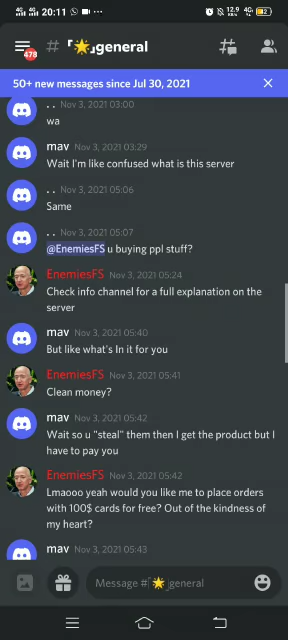 20:11 12.9 KB/s 2
478 # 「🌟」general
50+ new messages since Jul 30, 2021 ×
. . Nov 3, 2021 03:00
wa
mav Nov 3, 2021 03:29
Wait I'm like confused what is this server
. . Nov 3, 2021 05:06
Same
. . Nov 3, 2021 05:07
@EnemiesFS u buying ppl stuff?
EnemiesFS Nov 3, 2021 05:24
Check info channel for a full explanation on the
server
mav Nov 3, 2021 05:40
But like what's In it for you
EnemiesFS Nov 3, 2021 05:41
Clean money?
mav Nov 3, 2021 05:42
Wait so u "steal" them then I get the product but I
have to pay you
EnemiesFS Nov 3, 2021 05:42
Lmaooo yeah would you like me to place orders
with 100$ cards for free? Out of the kindness of
my heart?
mav Nov 3, 2021 05:43
Message #「🌟」general